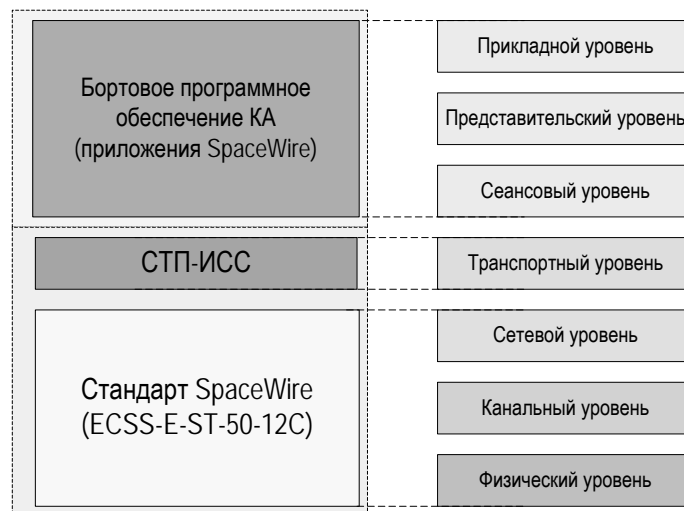 Бортовое программное
обеспечение КА
(приложения SpaceWire)
СТП-ИСС
Стандарт SpaceWire
(ECSS-E-ST-50-12C)
Прикладной уровень
Представительский уровень
Сеансовый уровень
Транспортный уровень
Сетевой уровень
Канальный уровень
Физический уровень